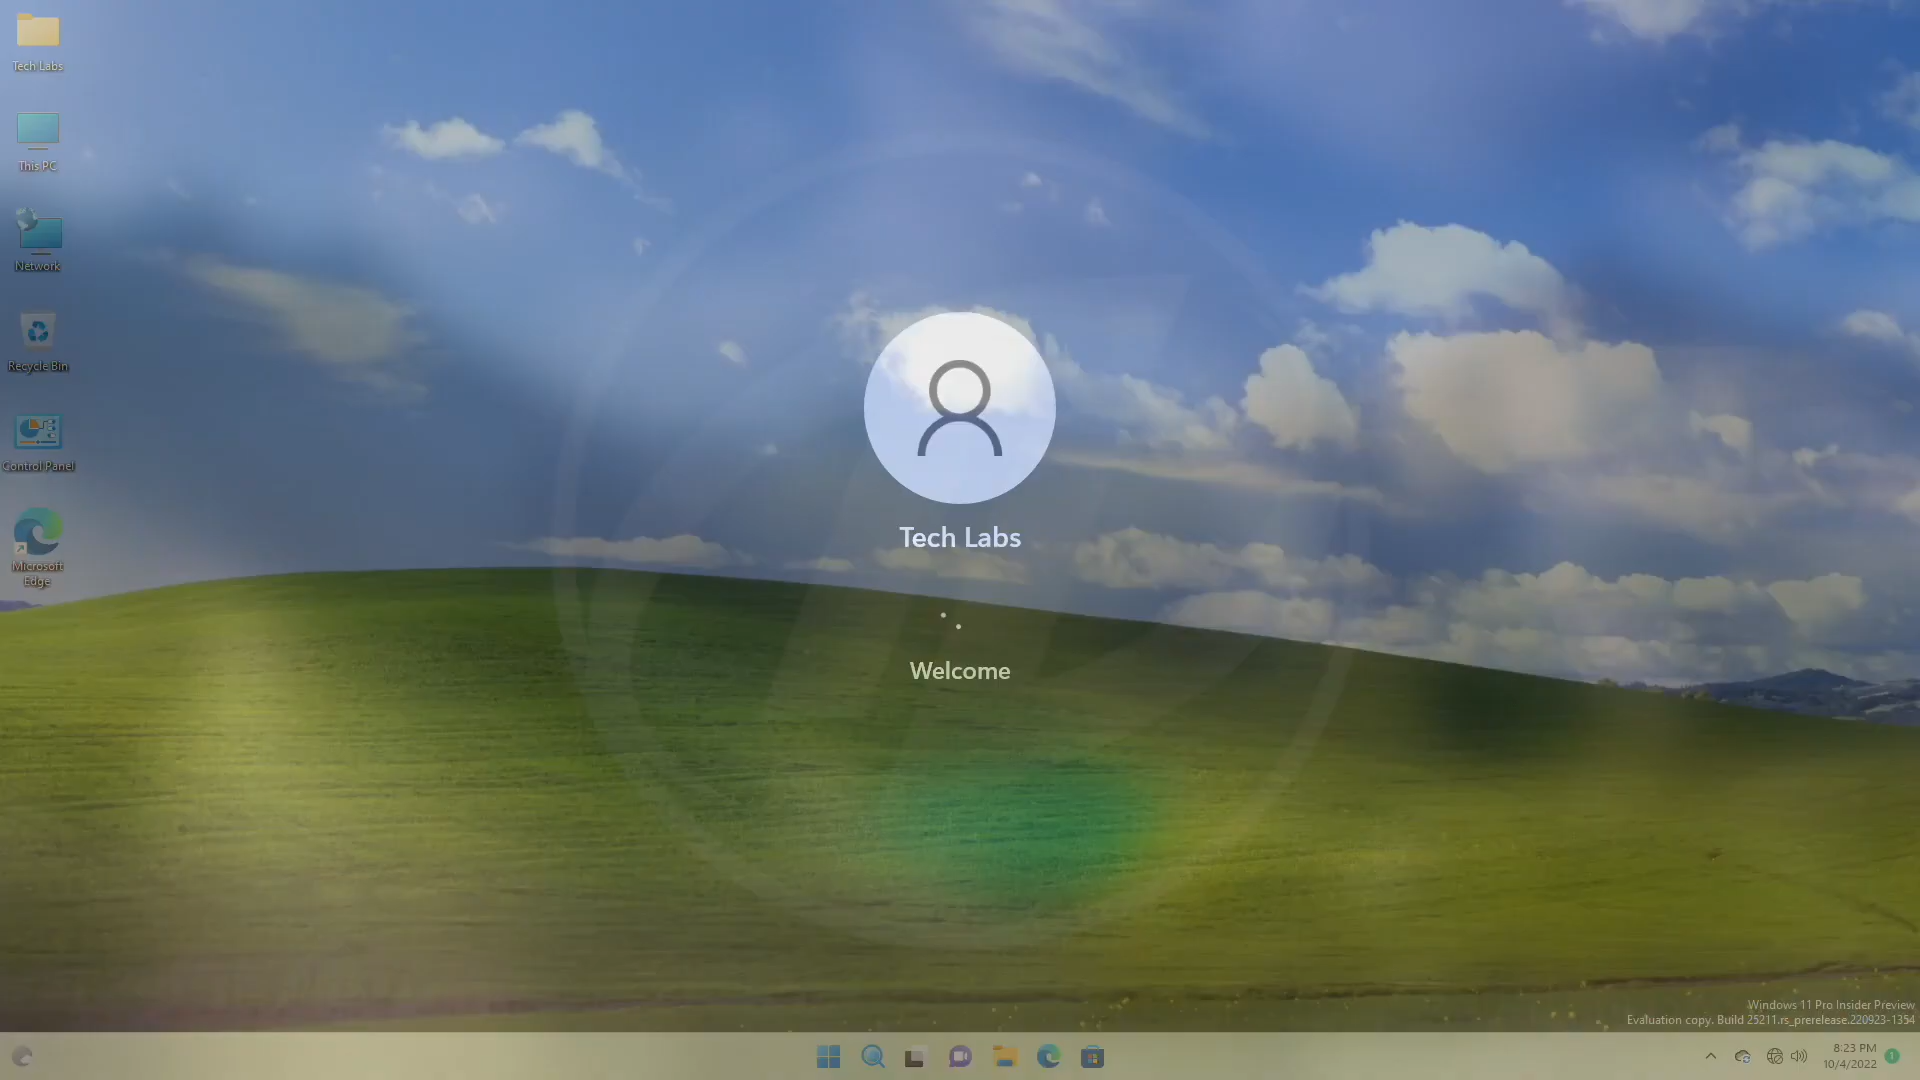 Tech Labs
This PC
Network
Recycle Bin
Control Panel
Microsoft
Edge
Tech Labs
Welcome
Windows 11 Pro Insider Preview
Evaluation copy. Build 25211.rs_prerelease.220923-1354
8:23 PM
10/4/2022
1